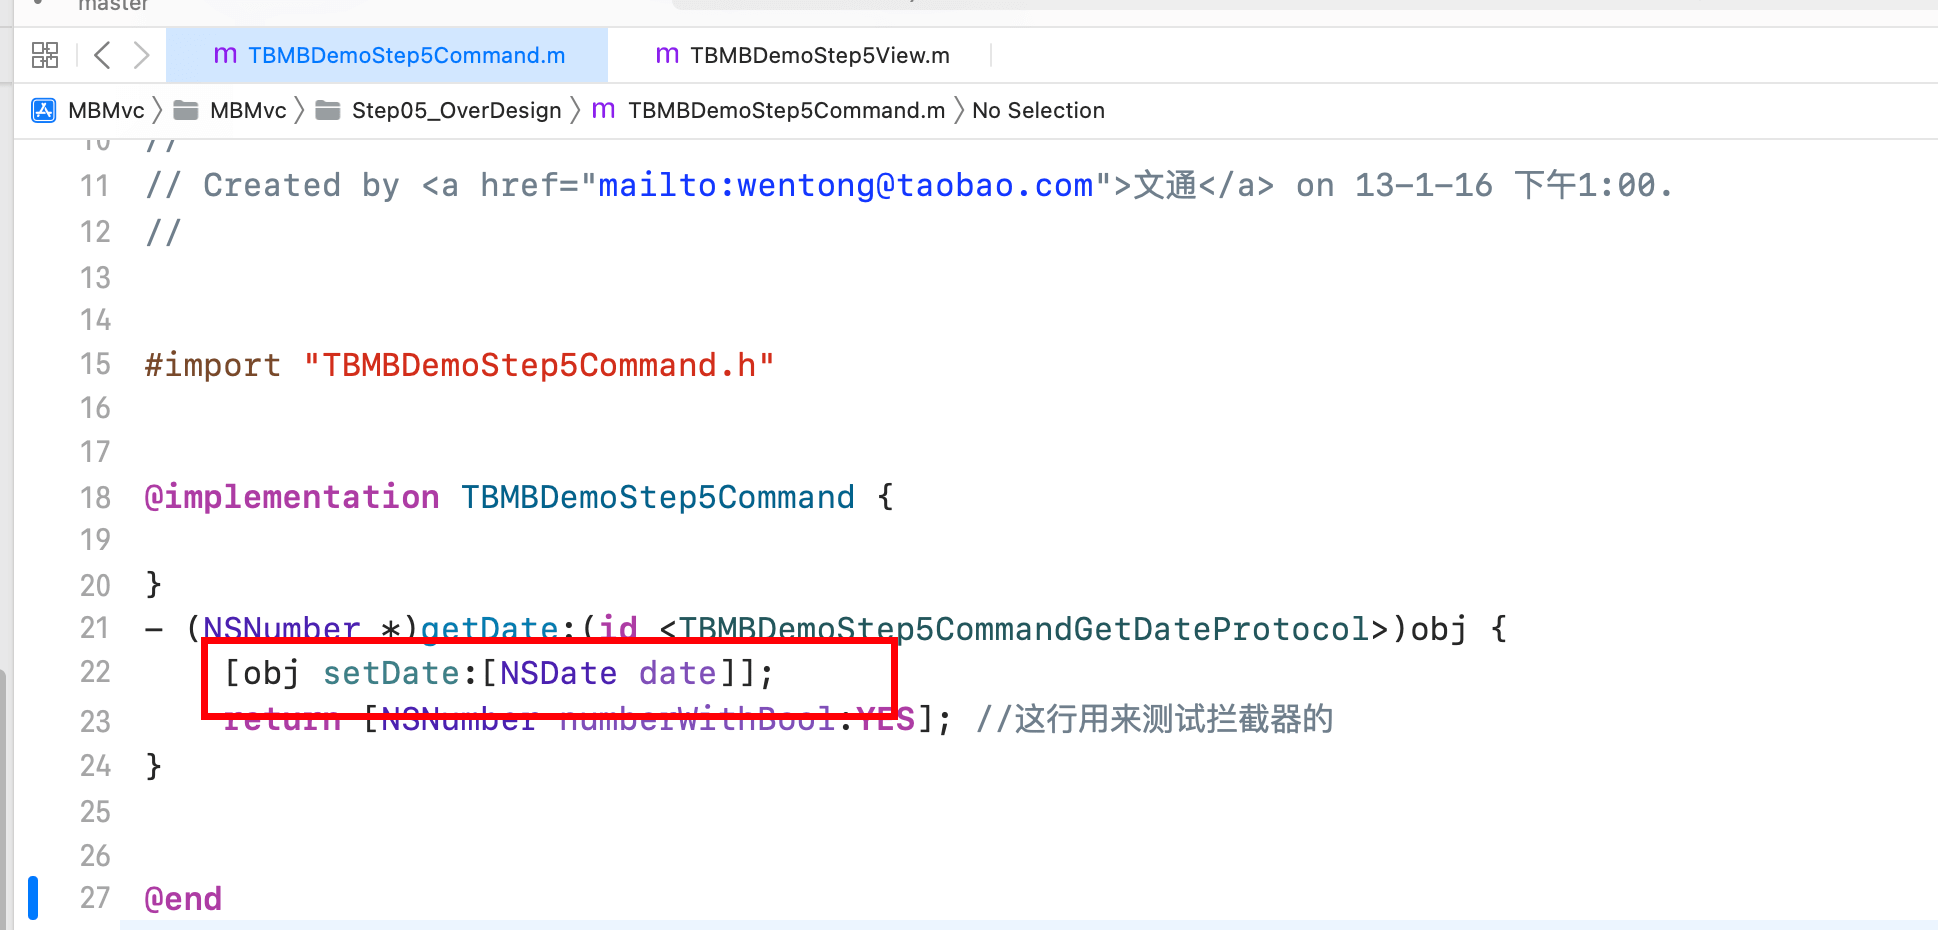 master
TBMBDemoStep5Command.m
TBMBDemoStep5View.m
MBMvc
MBMvc
Step05_OverDesign
TBMBDemoStep5Command.m
No Selection
10 //
11 // Created by <a href="mailto:wentong@taobao.com">文通</a> on 13-1-16 下午1:00.
12 //
13
14
15 #import "TBMBDemoStep5Command.h"
16
17
18 @implementation TBMBDemoStep5Command {
19
20 }
21 - (NSNumber *)getDate:(id <TBMBDemoStep5CommandGetDateProtocol>)obj {
22 [obj setDate:[NSDate date]];
23 return [NSNumber numberWithBool:YES]; //这行用来测试拦截器的
24 }
25
26
27 @end